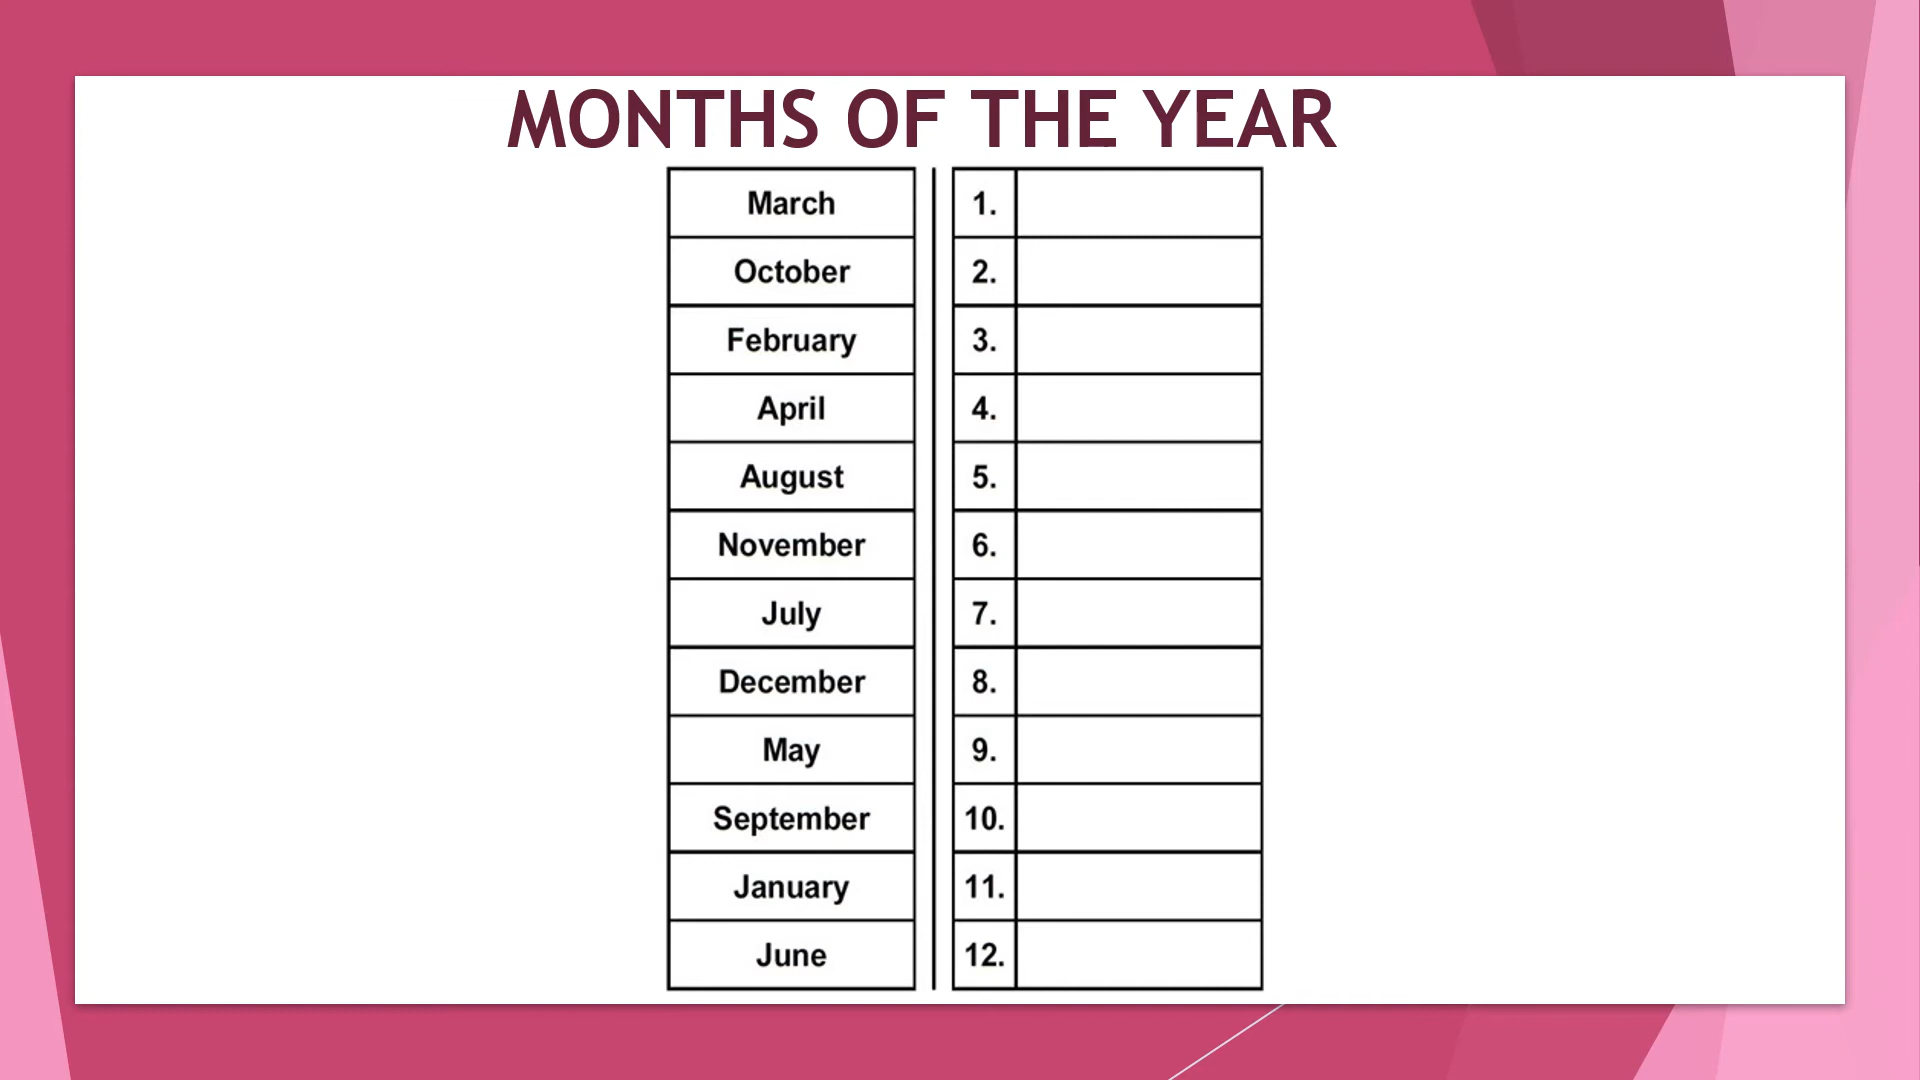 MONTHS OF THE YEAR
March 1.
October 2.
February 3.
April 4.
August 5.
November 6.
July 7.
December 8.
May 9.
September 10.
January 11.
June 12.